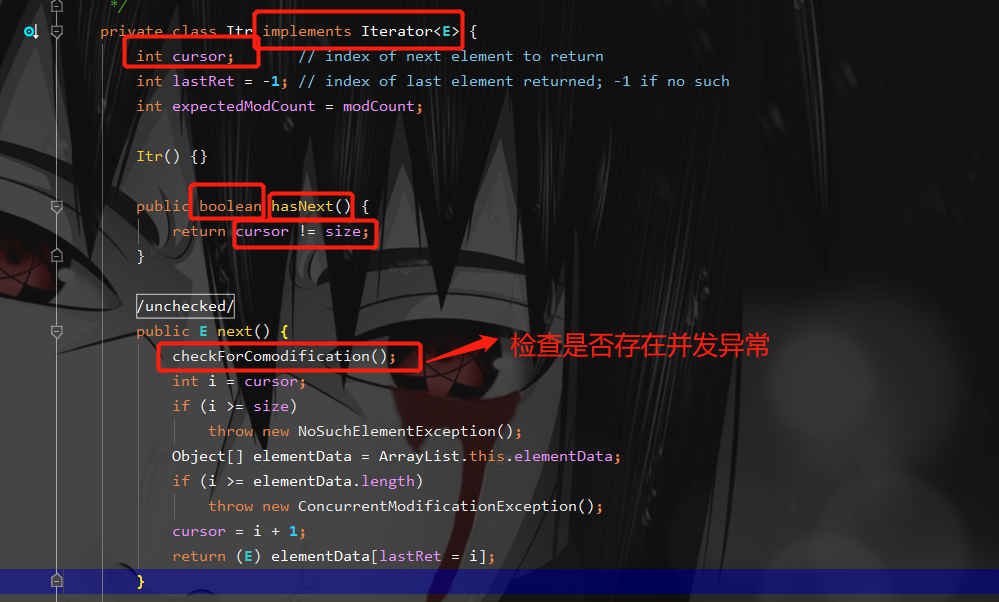 */
private class Itr implements Iterator<E> {
int cursor;       // index of next element to return
int lastRet = -1; // index of last element returned; -1 if no such
int expectedModCount = modCount;
Itr() {}
public boolean hasNext() {
return cursor != size;
}
/unchecked/
public E next() {
checkForComodification(); 检查是否存在并发异常
int i = cursor;
if (i >= size)
throw new NoSuchElementException();
Object[] elementData = ArrayList.this.elementData;
if (i >= elementData.length)
throw new ConcurrentModificationException();
cursor = i + 1;
return (E) elementData[lastRet = i];
}